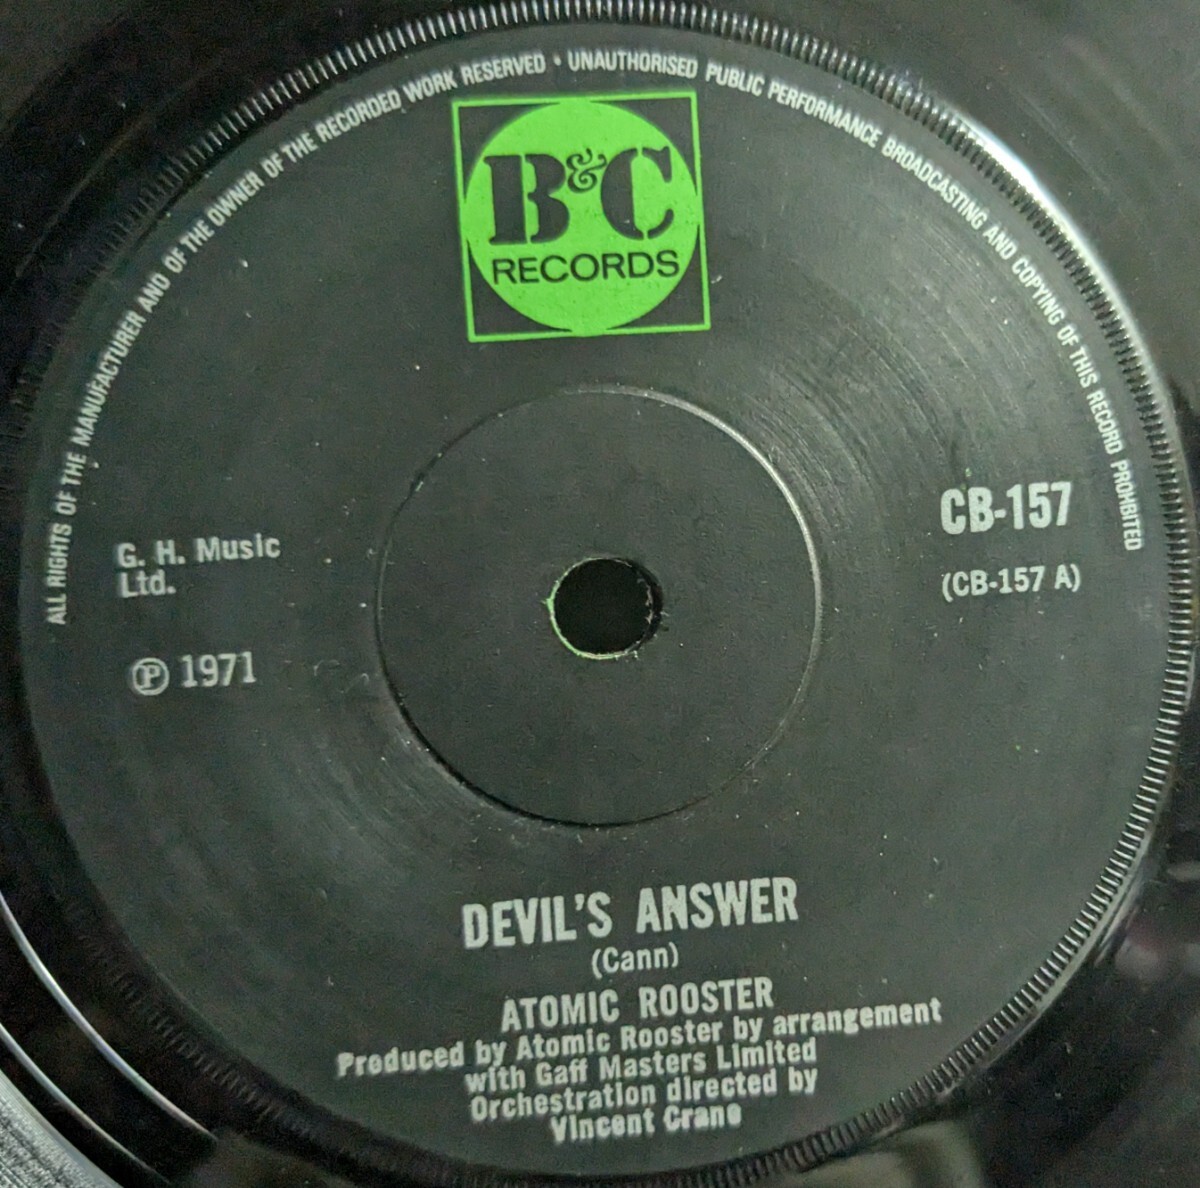 ALL RIGHTS OF THE MANUFACTURER AND OF THE OWNER OF THE RECORDED WORK RESERVED • UNAUTHORISED PUBLIC PERFORMANCE BROADCASTING AND COPYING OF THIS RECORD PROHIBITED
B&C
RECORDS
G. H. Music
Ltd.
℗ 1971
CB-157
(CB-157 A)
DEVIL'S ANSWER
(Cann)
ATOMIC ROOSTER
Produced by Atomic Rooster by arrangement
with Gaff Masters Limited
Orchestration directed by
Vincent Crane